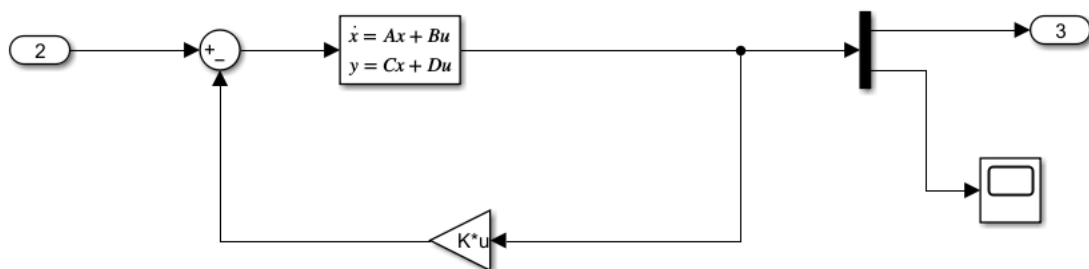 2
+
−
ẋ = Ax + Bu
y = Cx + Du
3
K*u